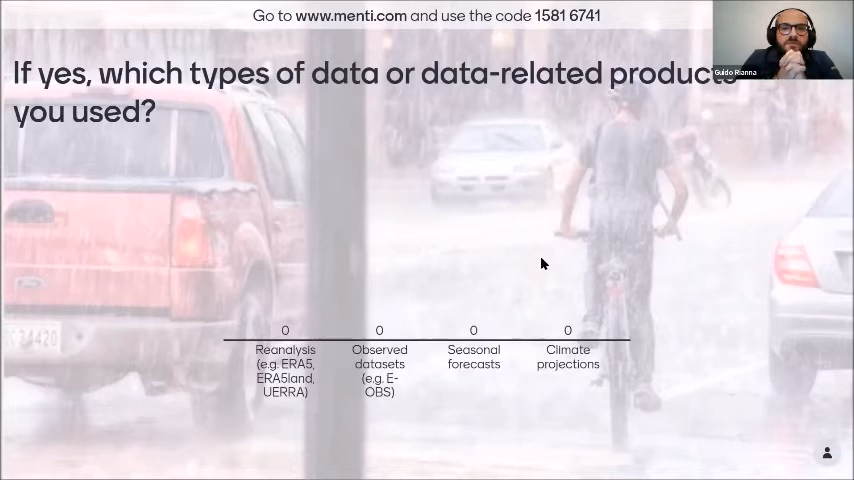 Go to www.menti.com and use the code 1581 6741
Guido Rianna
If yes, which types of data or data-related products
you used?
0 0 0 0
Reanalysis
(e.g. ERA5,
ERA5land,
UERRA)
Observed
datasets
(e.g. E-
OBS)
Seasonal
forecasts
Climate
projections
34420